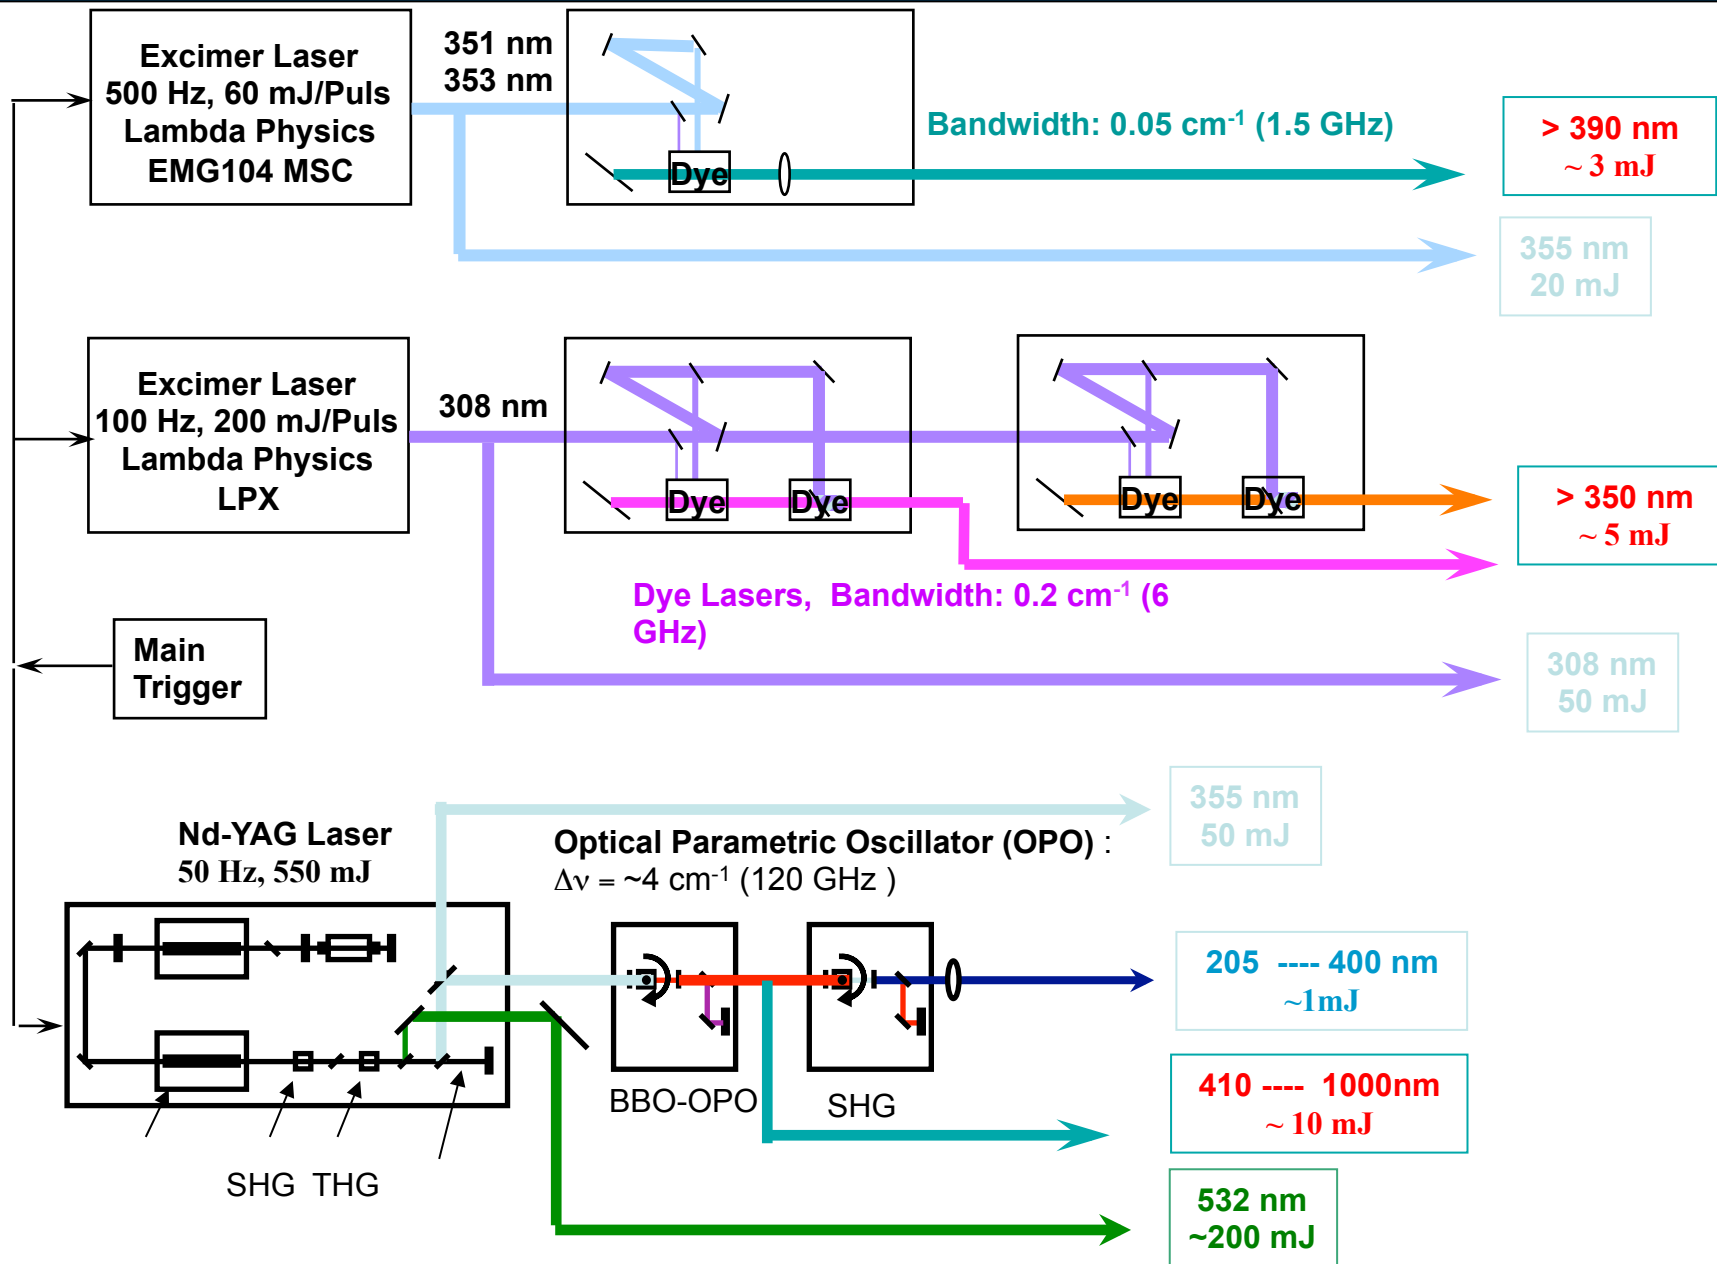 Excimer Laser
500 Hz, 60 mJ/Puls
Lambda Physics
EMG104 MSC
351 nm
353 nm
Dye
Bandwidth: 0.05 cm-1 (1.5 GHz)
> 390 nm
~ 3 mJ
355 nm
20 mJ
Excimer Laser
100 Hz, 200 mJ/Puls
Lambda Physics
LPX
308 nm
Dye
Dye
Dye
Dye
> 350 nm
~ 5 mJ
Dye Lasers, Bandwidth: 0.2 cm-1 (6
GHz)
Main
Trigger
308 nm
50 mJ
355 nm
50 mJ
Nd-YAG Laser
50 Hz, 550 mJ
Optical Parametric Oscillator (OPO) :
Δν = ~4 cm-1 (120 GHz )
205 ---- 400 nm
~1mJ
BBO-OPO
SHG
410 ---- 1000nm
~ 10 mJ
SHG THG
532 nm
~200 mJ